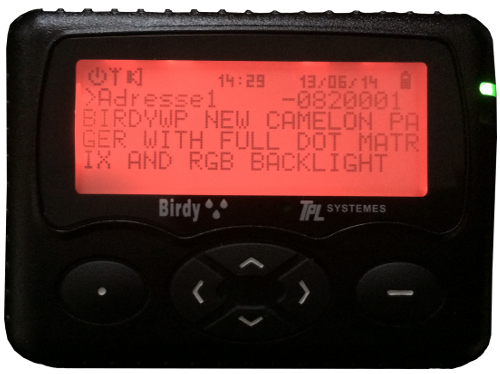 14:29 13/06/14
>Adresse1 -0820001
BIRDYWP NEW CAMELON PA
GER WITH FULL DOT MATR
IX AND RGB BACKLIGHT
Birdy TPL SYSTEMES